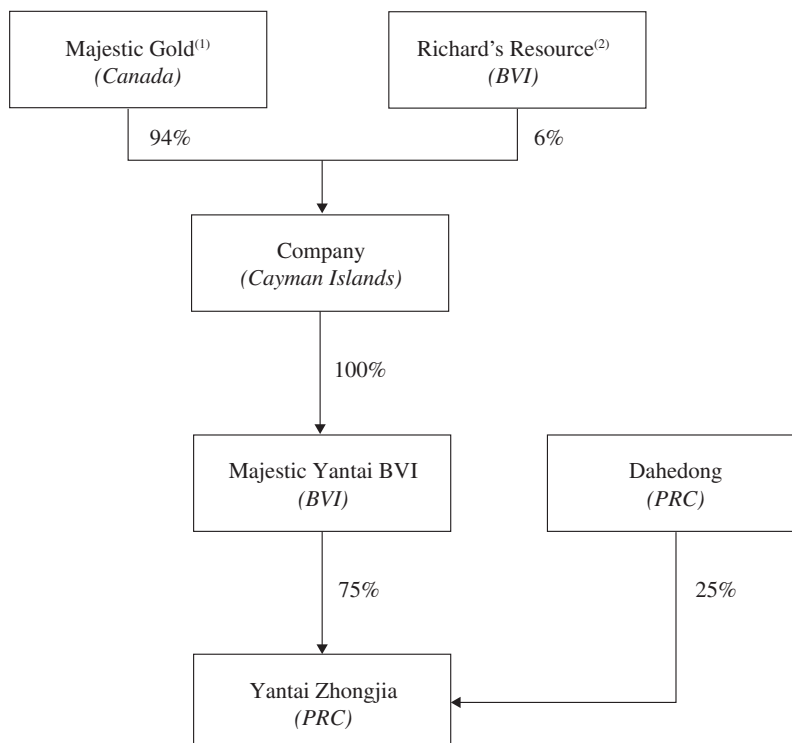 Majestic Gold(1)
(Canada)
Richard’s Resource(2)
(BVI)
94%
6%
Company
(Cayman Islands)
100%
Majestic Yantai BVI
(BVI)
Dahedong
(PRC)
75%
25%
Yantai Zhongjia
(PRC)